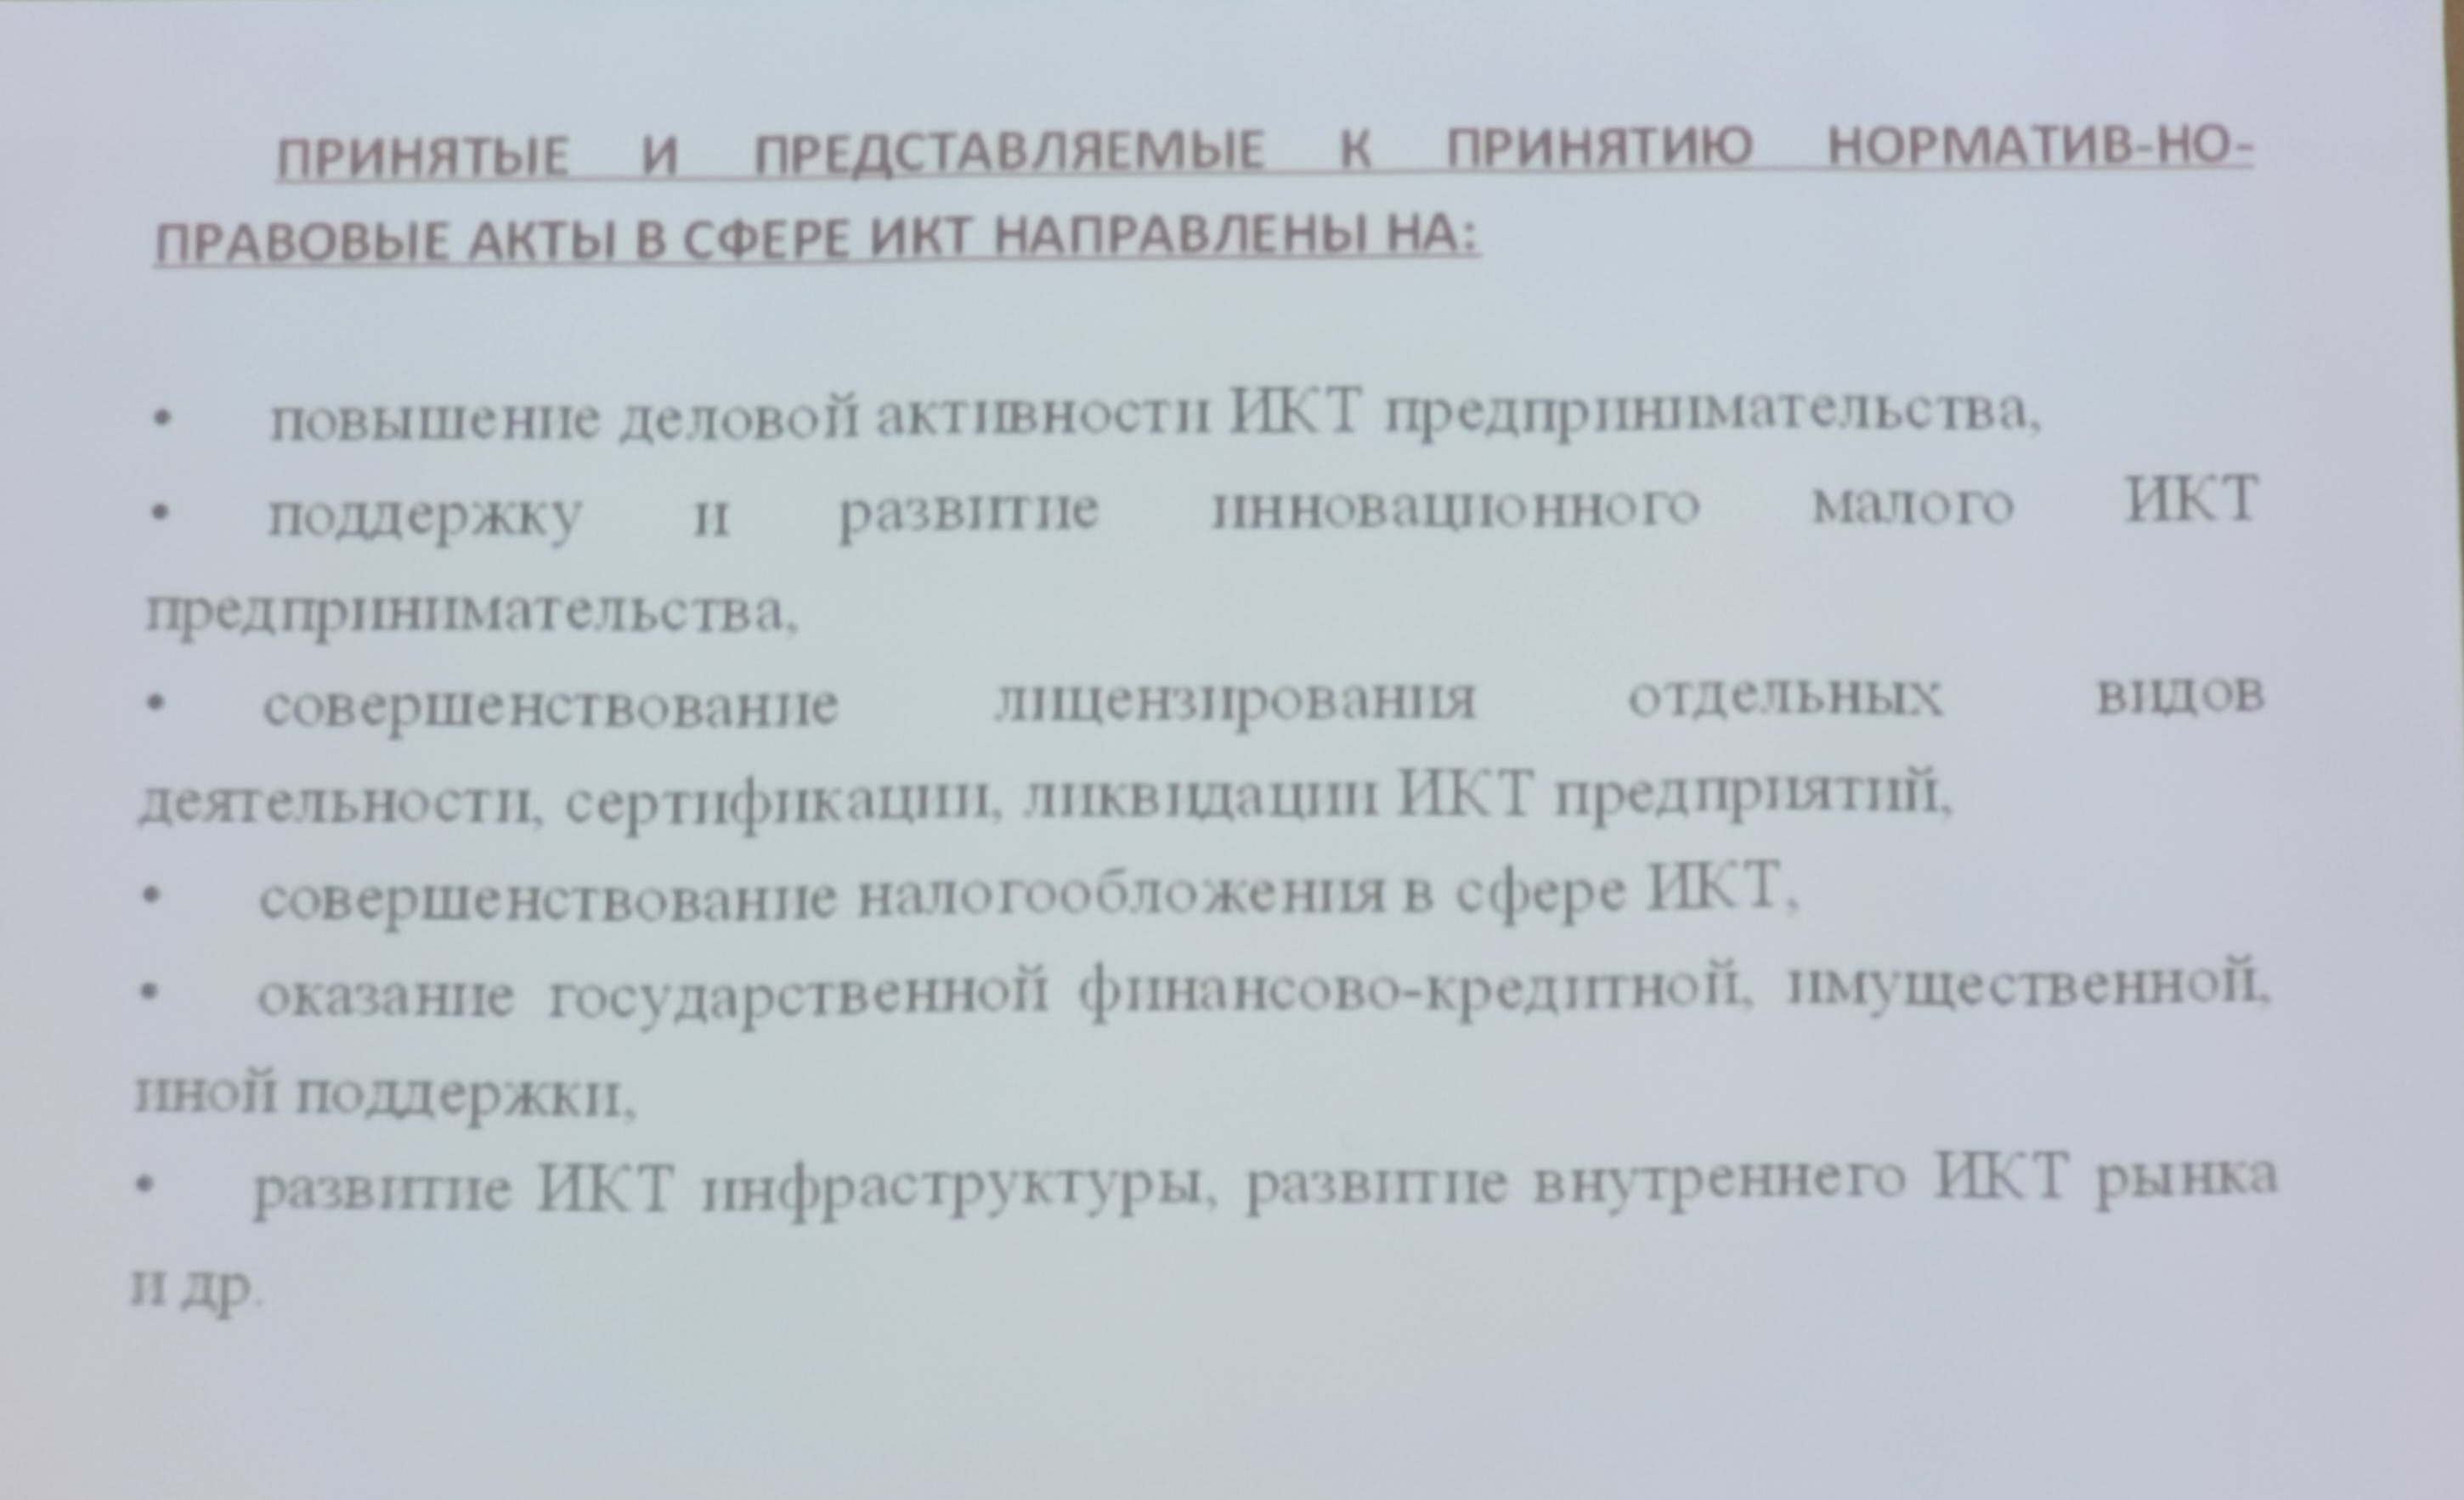 ПРИНЯТЫЕ И ПРЕДСТАВЛЯЕМЫЕ К ПРИНЯТИЮ НОРМАТИВ-НО-
ПРАВОВЫЕ АКТЫ В СФЕРЕ ИКТ НАПРАВЛЕНЫ НА:
• повышение деловой активности ИКТ предпринимательства,
• поддержку и развитие инновационного малого ИКТ
предпринимательства,
• совершенствование лицензирования отдельных видов
деятельности, сертификации, ликвидации ИКТ предприятий,
• совершенствование налогообложения в сфере ИКТ,
• оказание государственной финансово-кредитной, имущественной,
иной поддержки,
• развитие ИКТ инфраструктуры, развитие внутреннего ИКТ рынка
и др.